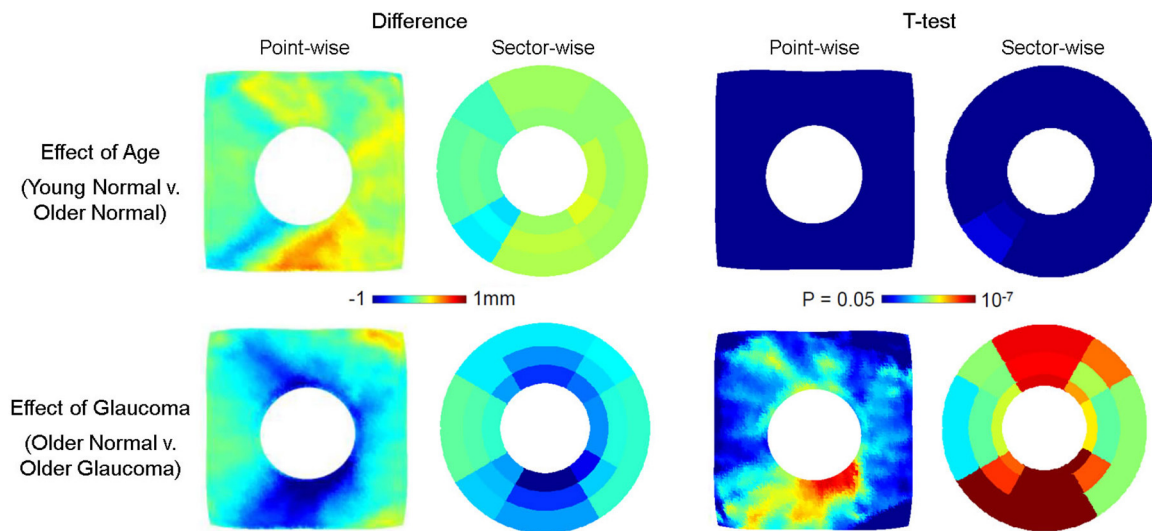 Difference
T-test
Point-wise
Sector-wise
Point-wise
Sector-wise
Effect of Age
(Young Normal v.
Older Normal)
-1
1mm
P = 0.05
10⁻⁷
Effect of Glaucoma
(Older Normal v.
Older Glaucoma)